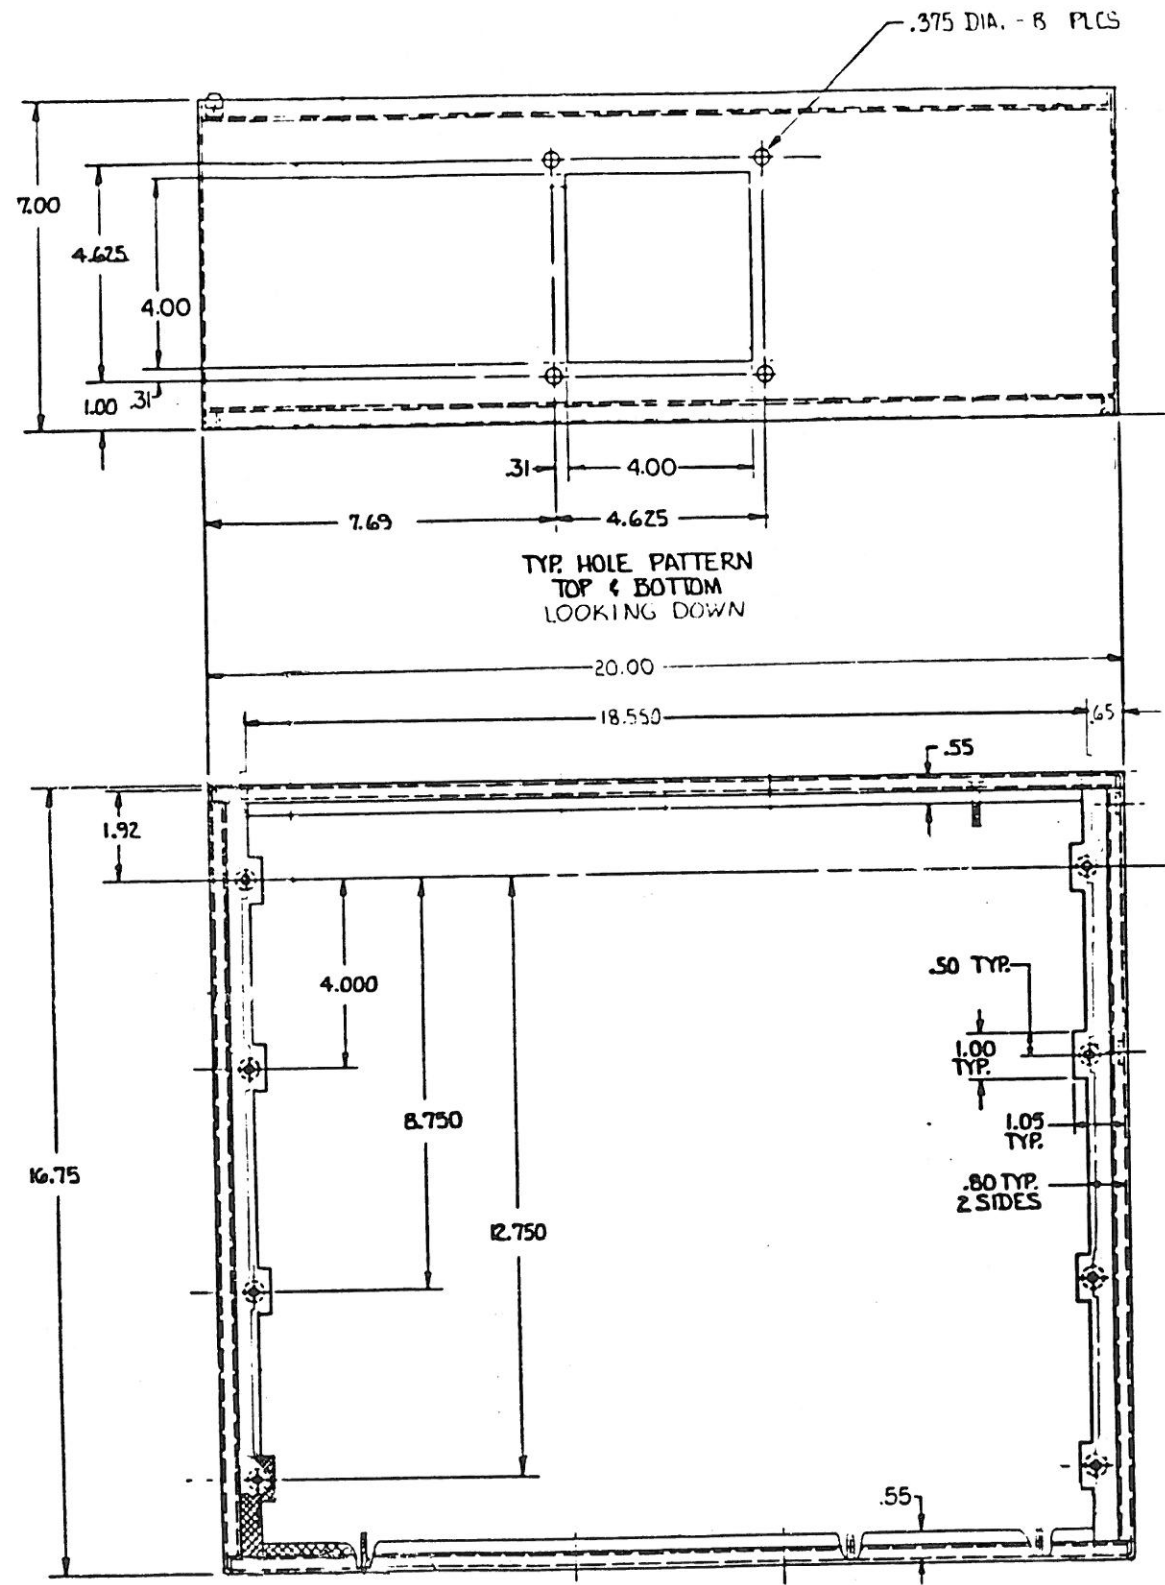 .375 DIA. - 8 PLCS
7.00
4.625
4.00
1.00
.31
.31
4.00
7.69
4.625
TYP. HOLE PATTERN
TOP & BOTTOM
LOOKING DOWN
20.00
18.550
.65
.55
1.92
4.000
.50 TYP.
1.00
TYP.
8.750
1.05
TYP.
16.75
.80 TYP.
2 SIDES
12.750
.55